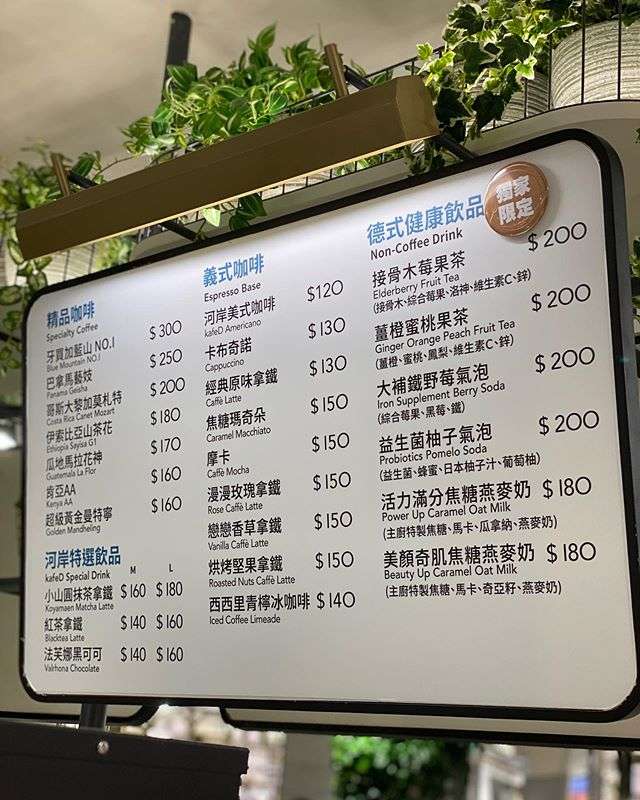 精品咖啡
Specialty Coffee
牙買加藍山 NO.1 $300
Blue Mountain NO.1
巴拿馬藝妓 $250
Panama Geisha
哥斯大黎加莫札特 $200
Costa Rica Canet Mozart
伊索比亞山茶花 $180
Ethiopia Sayisa G1
瓜地馬拉花神 $170
Guatemala La Flor
肯亞AA $160
Kenya AA
超級黃金曼特寧 $160
Golden Mandheling
河岸特選飲品
kafeD Special Drink M L
小山圓抹茶拿鐵 $160 $180
Koyamaen Matcha Latte
紅茶拿鐵 $140 $160
Blacktea Latte
法芙娜黑可可 $140 $160
Valrhona Chocolate
義式咖啡
Espresso Base
河岸美式咖啡 $120
kafeD Americano
卡布奇諾 $130
Cappuccino
經典原味拿鐵 $130
Caffè Latte
焦糖瑪奇朵 $150
Caramel Macchiato
摩卡 $150
Caffè Mocha
漫漫玫瑰拿鐵 $150
Rose Caffè Latte
戀戀香草拿鐵 $150
Vanilla Caffè Latte
烘烤堅果拿鐵 $150
Roasted Nuts Caffè Latte
西西里青檸冰咖啡 $140
Iced Coffee Limeade
德式健康飲品
Non-Coffee Drink
獨家
限定
接骨木莓果茶 $200
Elderberry Fruit Tea
(接骨木、綜合莓果、洛神、維生素C、鋅)
薑橙蜜桃果茶 $200
Ginger Orange Peach Fruit Tea
(薑橙、蜜桃、鳳梨、維生素C、鋅)
大補鐵野莓氣泡 $200
Iron Supplement Berry Soda
(綜合莓果、黑莓、鐵)
益生菌柚子氣泡 $200
Probiotics Pomelo Soda
(益生菌、蜂蜜、日本柚子汁、葡萄柚)
活力滿分焦糖燕麥奶 $180
Power Up Caramel Oat Milk
(主廚特製焦糖、馬卡、瓜拿納、燕麥奶)
美顏奇肌焦糖燕麥奶 $180
Beauty Up Caramel Oat Milk
(主廚特製焦糖、馬卡、奇亞籽、燕麥奶)